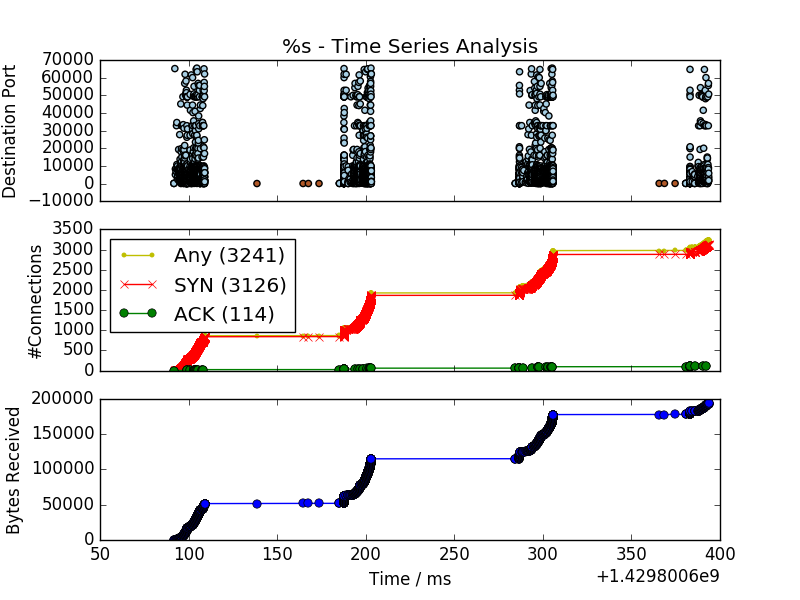 %s - Time Series Analysis
Destination Port
70000
60000
50000
40000
30000
20000
10000
0
−10000
#Connections
3500
3000
2500
2000
1500
1000
500
0
Any (3241)
SYN (3126)
ACK (114)
Bytes Received
200000
150000
100000
50000
0
50 100 150 200 250 300 350 400
Time / ms
+1.4298006e9